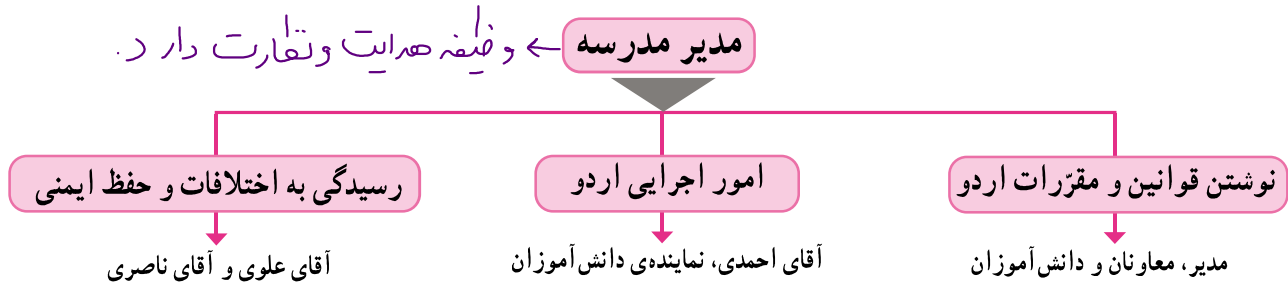 مدیر مدرسه
وظیفه هدایت و نظارت دارد.
نوشتن قوانین و مقرّرات اردو
امور اجرایی اردو
رسیدگی به اختلافات و حفظ ایمنی
مدیر، معاونان و دانش‌آموزان
آقای احمدی، نماینده‌ی دانش‌آموزان
آقای علوی و آقای ناصری